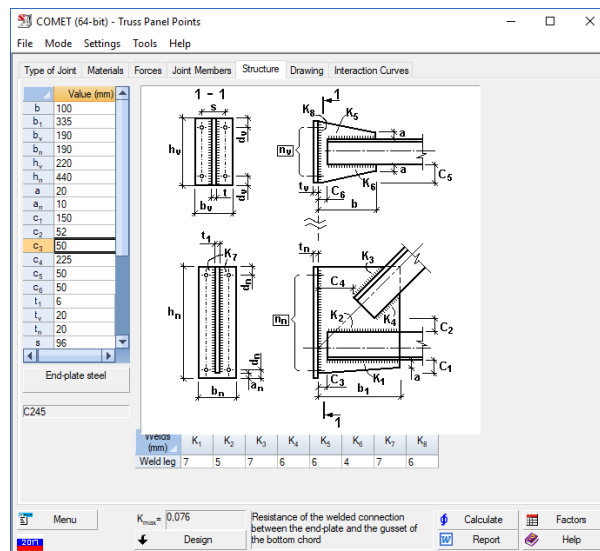 COMET (64-bit) - Truss Panel Points
File Mode Settings Tools Help
Type of Joint Materials Forces Joint Members Structure Drawing Interaction Curves
Value (mm)
b 100
b₁ 335
bᵥ 190
bₙ 190
hᵥ 220
hₙ 440
a 20
aₙ 10
c₁ 150
c₂ 52
c₃ 50
c₄ 225
c₅ 50
c₆ 50
t₁ 6
tᵥ 20
tₙ 20
s 96
End-plate steel
C245
1 - 1
s
dᵥ
hᵥ
dᵥ
bᵥ
t
1
K₈
K₅
a
nᵥ
a
K₆
C₅
tᵥ
C₆
b
t₁
K₇
dₙ
hₙ
dₙ
aₙ
bₙ
tₙ
K₃
C₄
K₂
K₄
nₙ
C₂
C₁
K₁
a
C₃
b₁
1
Welds (mm) K₁ K₂ K₃ K₄ K₅ K₆ K₇ K₈
Weld leg 7 5 7 6 6 4 7 6
Menu
Kₘₐₓ= 0,076
Design
Resistance of the welded connection
between the end-plate and the gusset of
the bottom chord
Calculate
Factors
Report
Help